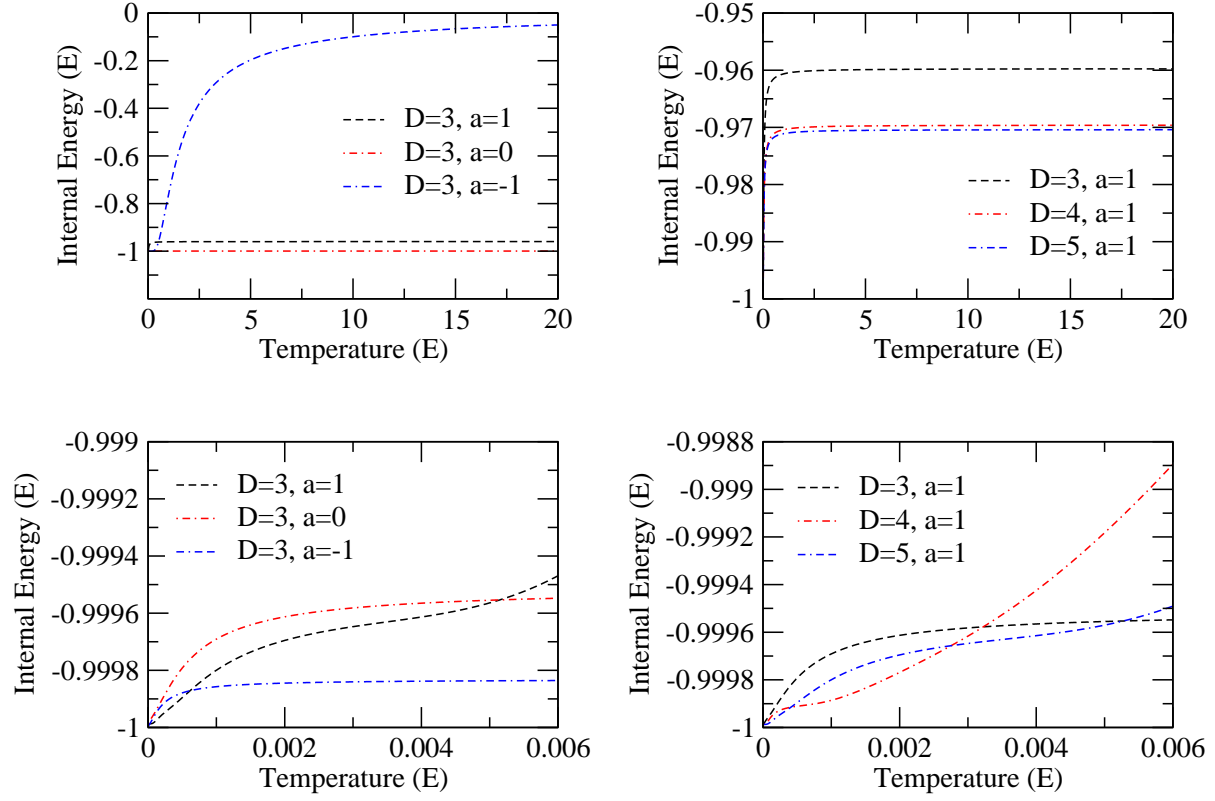 0
-0.2
-0.4
-0.6
-0.8
-1
Internal Energy (E)
D=3, a=1
D=3, a=0
D=3, a=-1
0 5 10 15 20
Temperature (E)
-0.95
-0.96
-0.97
-0.98
-0.99
-1
Internal Energy (E)
D=3, a=1
D=4, a=1
D=5, a=1
0 5 10 15 20
Temperature (E)
-0.999
-0.9992
-0.9994
-0.9996
-0.9998
-1
Internal Energy (E)
D=3, a=1
D=3, a=0
D=3, a=-1
0 0.002 0.004 0.006
Temperature (E)
-0.9988
-0.999
-0.9992
-0.9994
-0.9996
-0.9998
-1
Internal Energy (E)
D=3, a=1
D=4, a=1
D=5, a=1
0 0.002 0.004 0.006
Temperature (E)